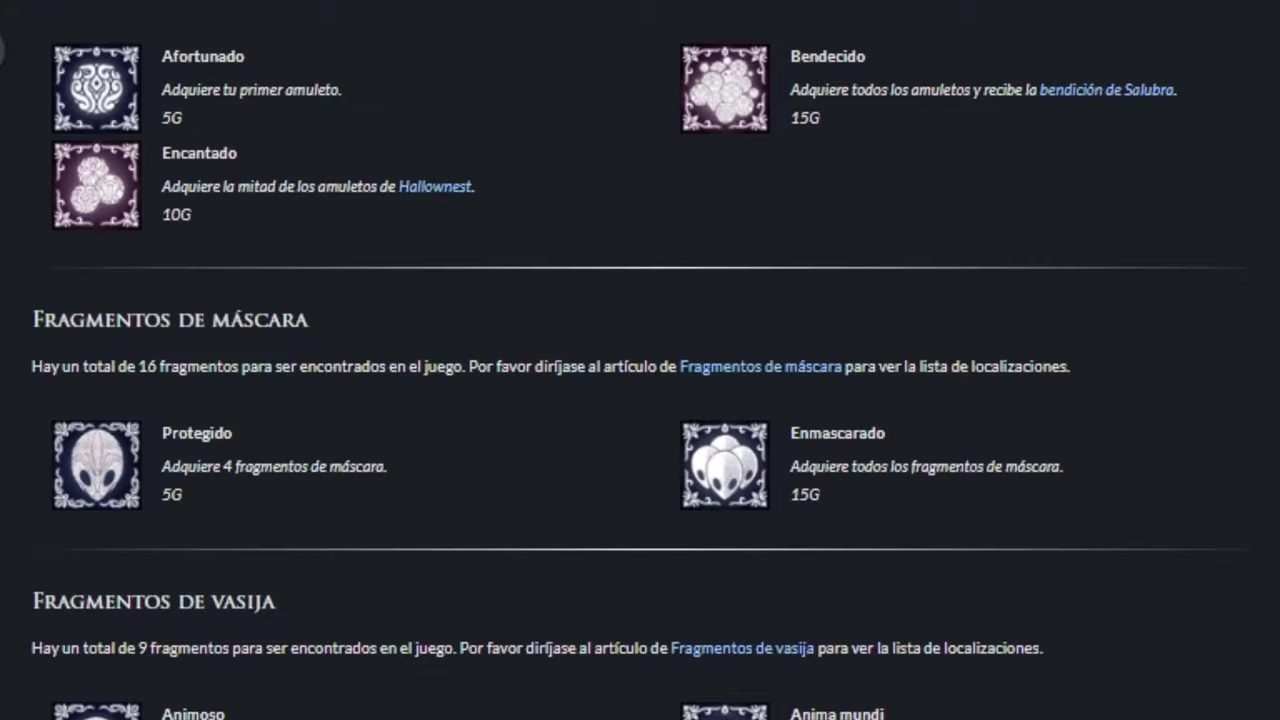 Afortunado
Adquiere tu primer amuleto.
5G
Bendecido
Adquiere todos los amuletos y recibe la bendición de Salubra.
15G
Encantado
Adquiere la mitad de los amuletos de Hallownest.
10G
Fragmentos de máscara
Hay un total de 16 fragmentos para ser encontrados en el juego. Por favor diríjase al artículo de Fragmentos de máscara para ver la lista de localizaciones.
Protegido
Adquiere 4 fragmentos de máscara.
5G
Enmascarado
Adquiere todos los fragmentos de máscara.
15G
Fragmentos de vasija
Hay un total de 9 fragmentos para ser encontrados en el juego. Por favor diríjase al artículo de Fragmentos de vasija para ver la lista de localizaciones.
Animoso
Anima mundi